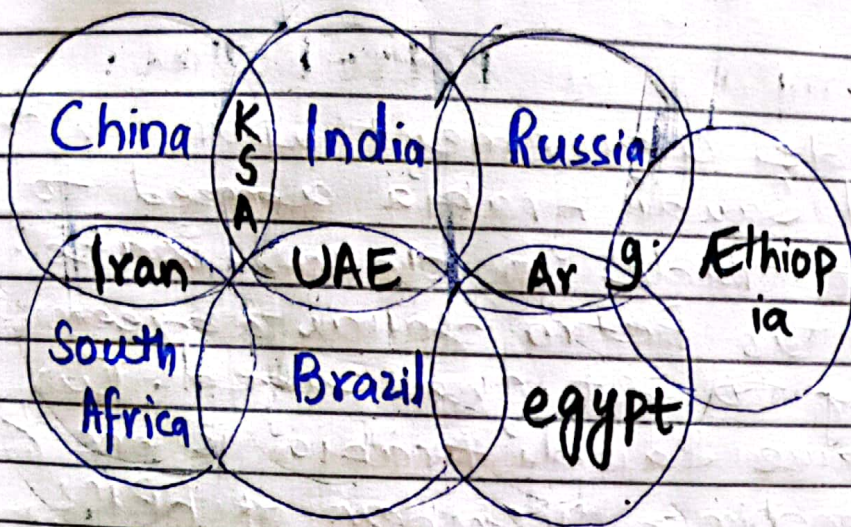 China
K
S
A
India
Russia
Iran
UAE
Ar g.
Æthiop
ia
South
Africa
Brazil
egypt